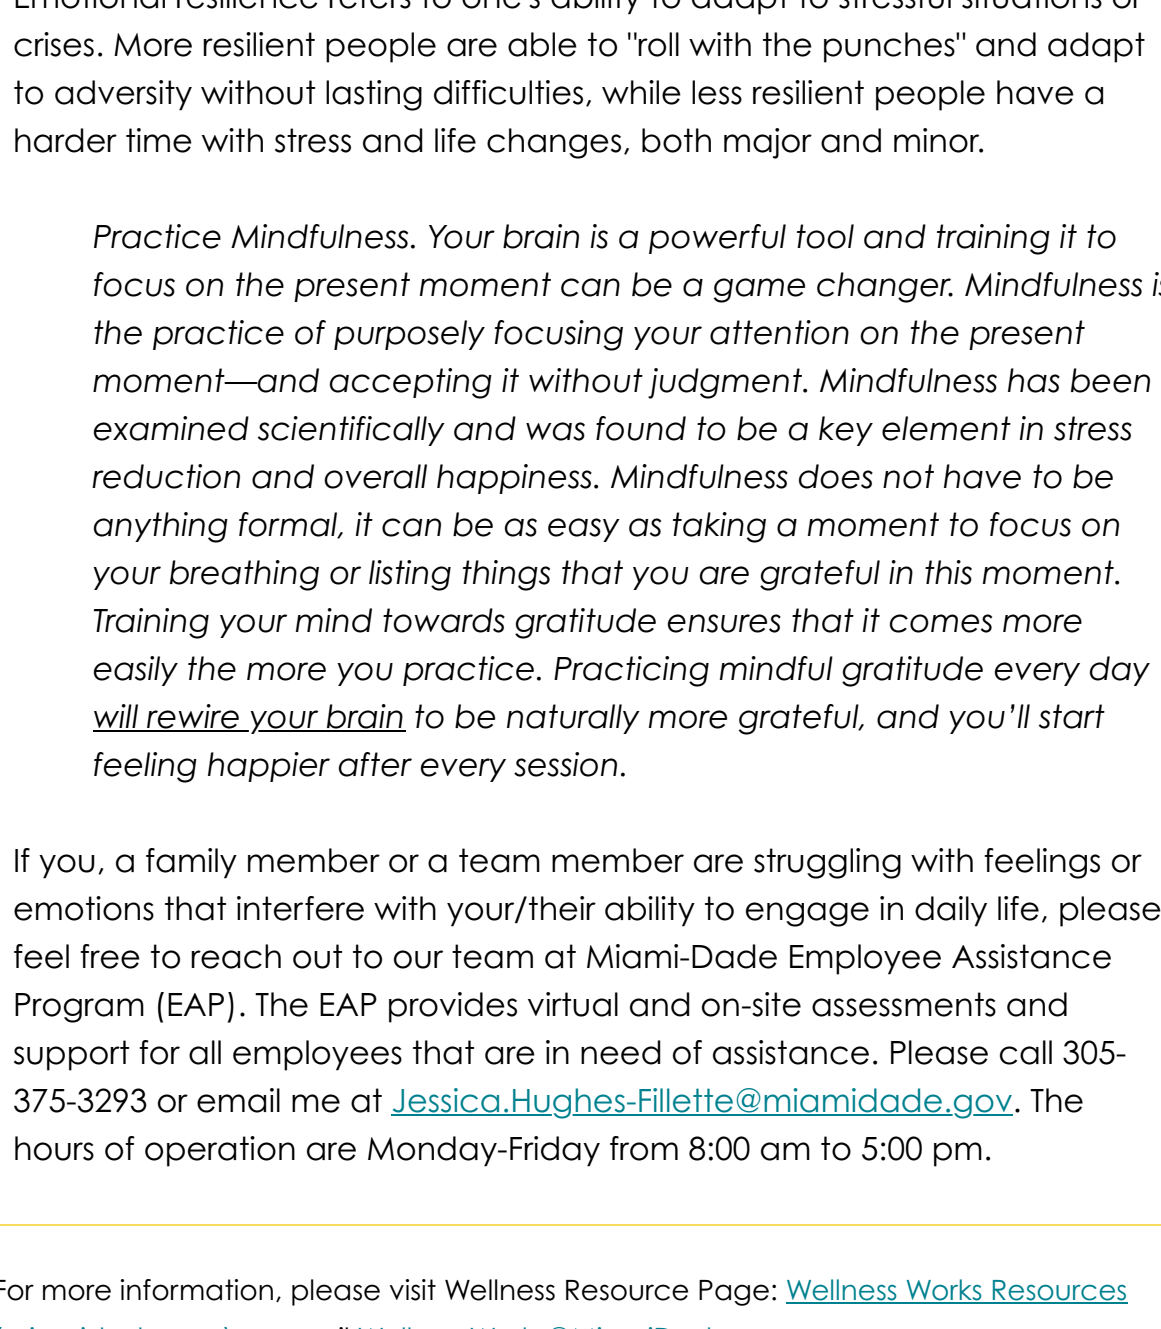 Emotional resilience refers to one's ability to adapt to stressful situations or
crises. More resilient people are able to "roll with the punches" and adapt
to adversity without lasting difficulties, while less resilient people have a
harder time with stress and life changes, both major and minor.
Practice Mindfulness. Your brain is a powerful tool and training it to
focus on the present moment can be a game changer. Mindfulness is
the practice of purposely focusing your attention on the present
moment—and accepting it without judgment. Mindfulness has been
examined scientifically and was found to be a key element in stress
reduction and overall happiness. Mindfulness does not have to be
anything formal, it can be as easy as taking a moment to focus on
your breathing or listing things that you are grateful in this moment.
Training your mind towards gratitude ensures that it comes more
easily the more you practice. Practicing mindful gratitude every day
will rewire your brain to be naturally more grateful, and you’ll start
feeling happier after every session.
If you, a family member or a team member are struggling with feelings or
emotions that interfere with your/their ability to engage in daily life, please
feel free to reach out to our team at Miami-Dade Employee Assistance
Program (EAP). The EAP provides virtual and on-site assessments and
support for all employees that are in need of assistance. Please call 305-
375-3293 or email me at Jessica.Hughes-Fillette@miamidade.gov. The
hours of operation are Monday-Friday from 8:00 am to 5:00 pm.
For more information, please visit Wellness Resource Page: Wellness Works Resources